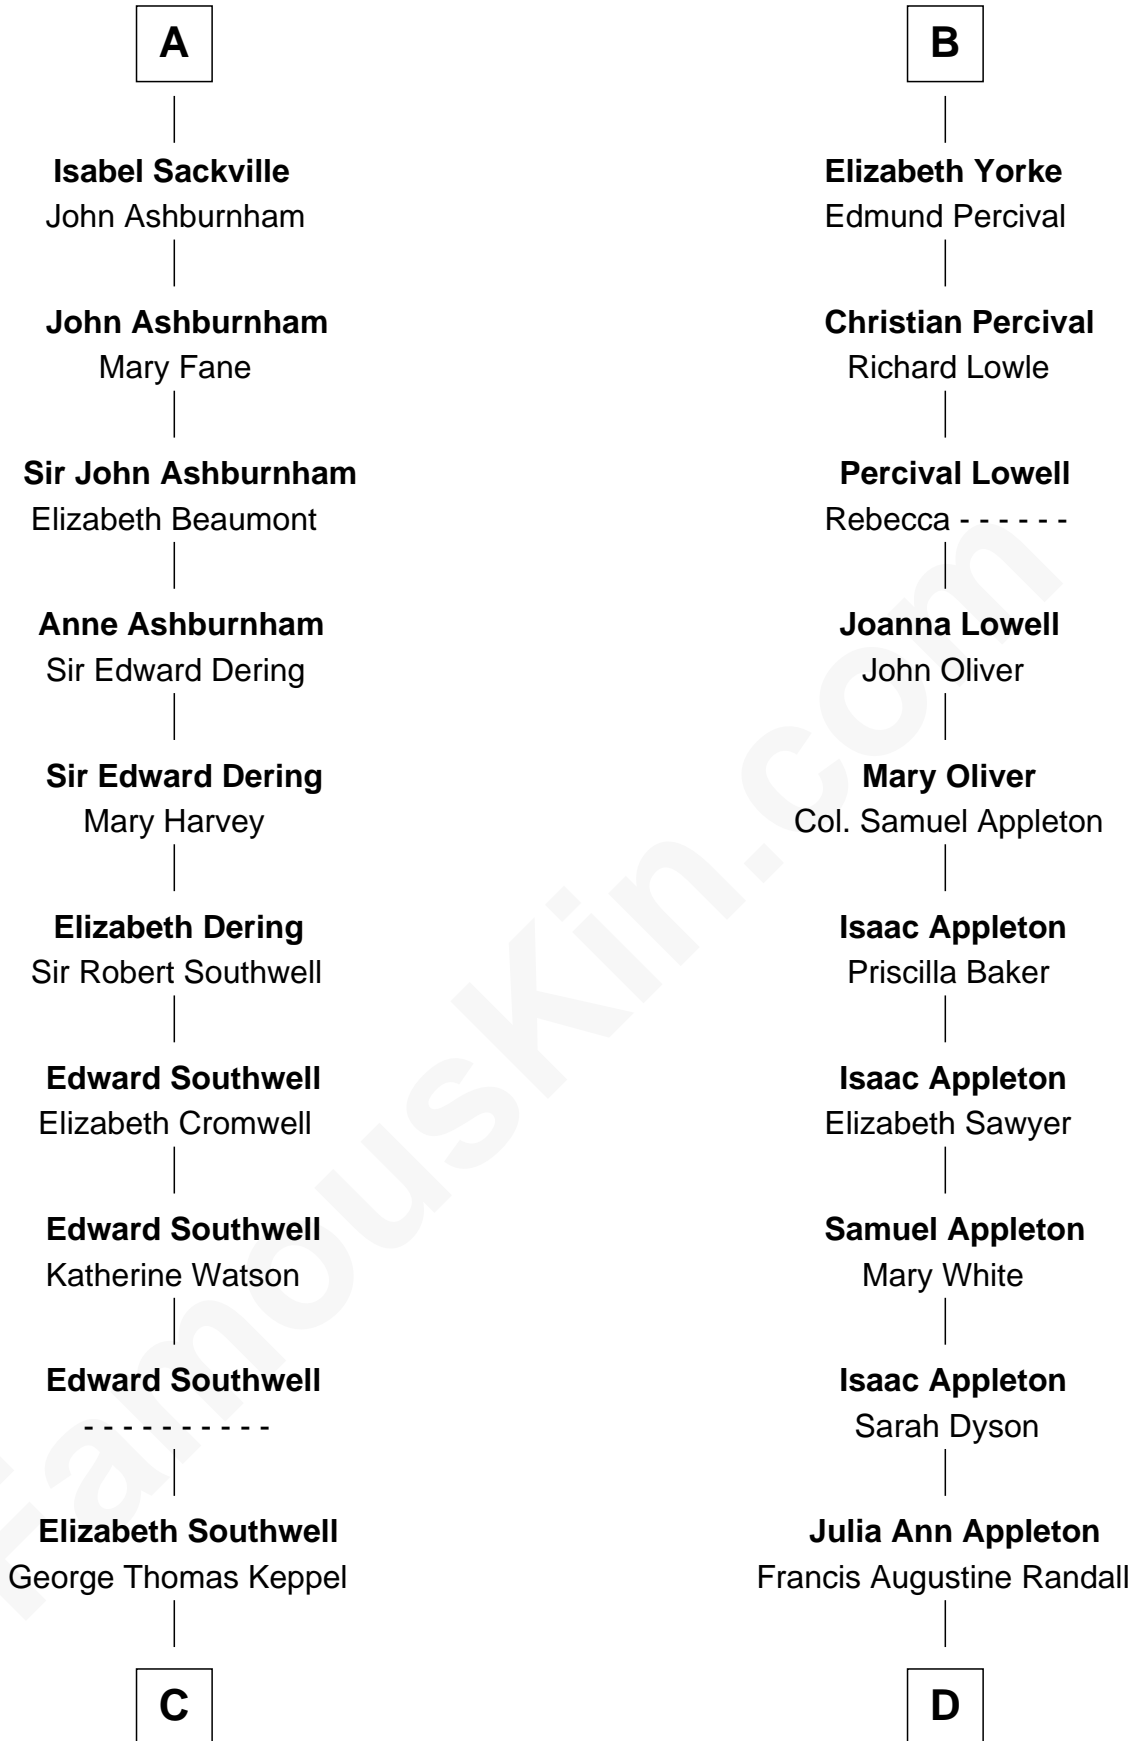 A
Isabel Sackville
John Ashburnham
John Ashburnham
Mary Fane
Sir John Ashburnham
Elizabeth Beaumont
Anne Ashburnham
Sir Edward Dering
Sir Edward Dering
Mary Harvey
Elizabeth Dering
Sir Robert Southwell
Edward Southwell
Elizabeth Cromwell
Edward Southwell
Katherine Watson
Edward Southwell
- - - - - - - - - -
Elizabeth Southwell
George Thomas Keppel
C
B
Elizabeth Yorke
Edmund Percival
Christian Percival
Richard Lowle
Percival Lowell
Rebecca - - - - - -
Joanna Lowell
John Oliver
Mary Oliver
Col. Samuel Appleton
Isaac Appleton
Priscilla Baker
Isaac Appleton
Elizabeth Sawyer
Samuel Appleton
Mary White
Isaac Appleton
Sarah Dyson
Julia Ann Appleton
Francis Augustine Randall
D
FamousKin.com